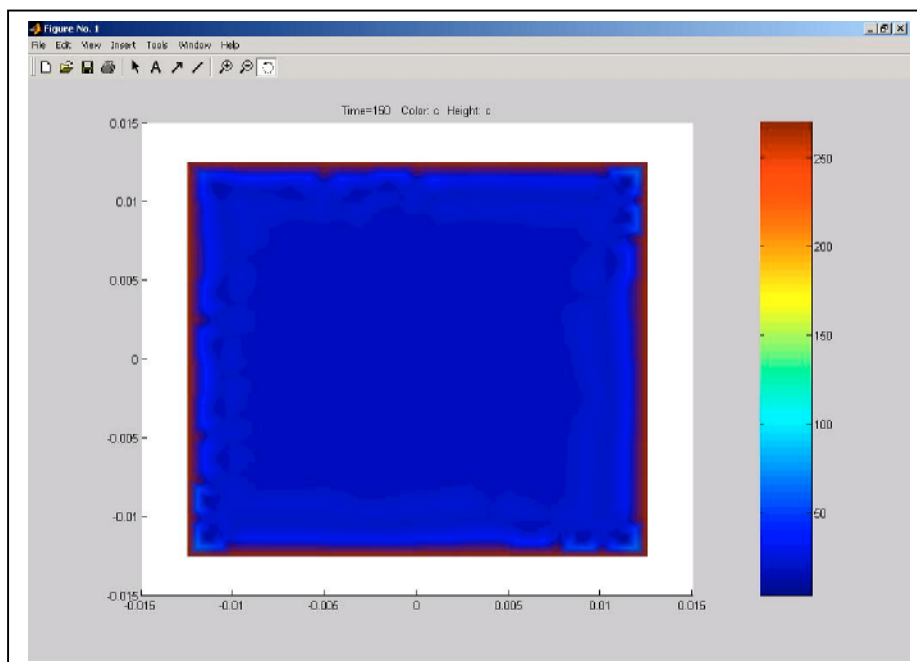 Figure No. 1
File Edit View Insert Tools Window Help
A
Time=150 Color: c Height: c
0.015
0.01
0.005
0
-0.005
-0.01
-0.015
-0.015 -0.01 -0.005 0 0.005 0.01 0.015
250
200
150
100
50